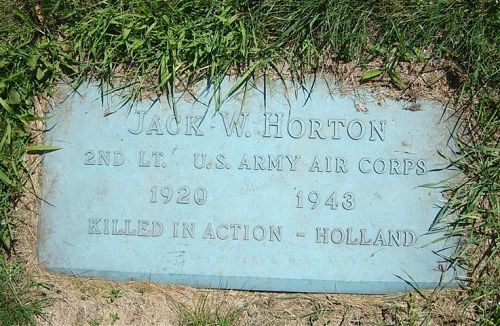 JACK W. HORTON
2ND LT. U.S. ARMY AIR CORPS
1920 1943
KILLED IN ACTION - HOLLAND